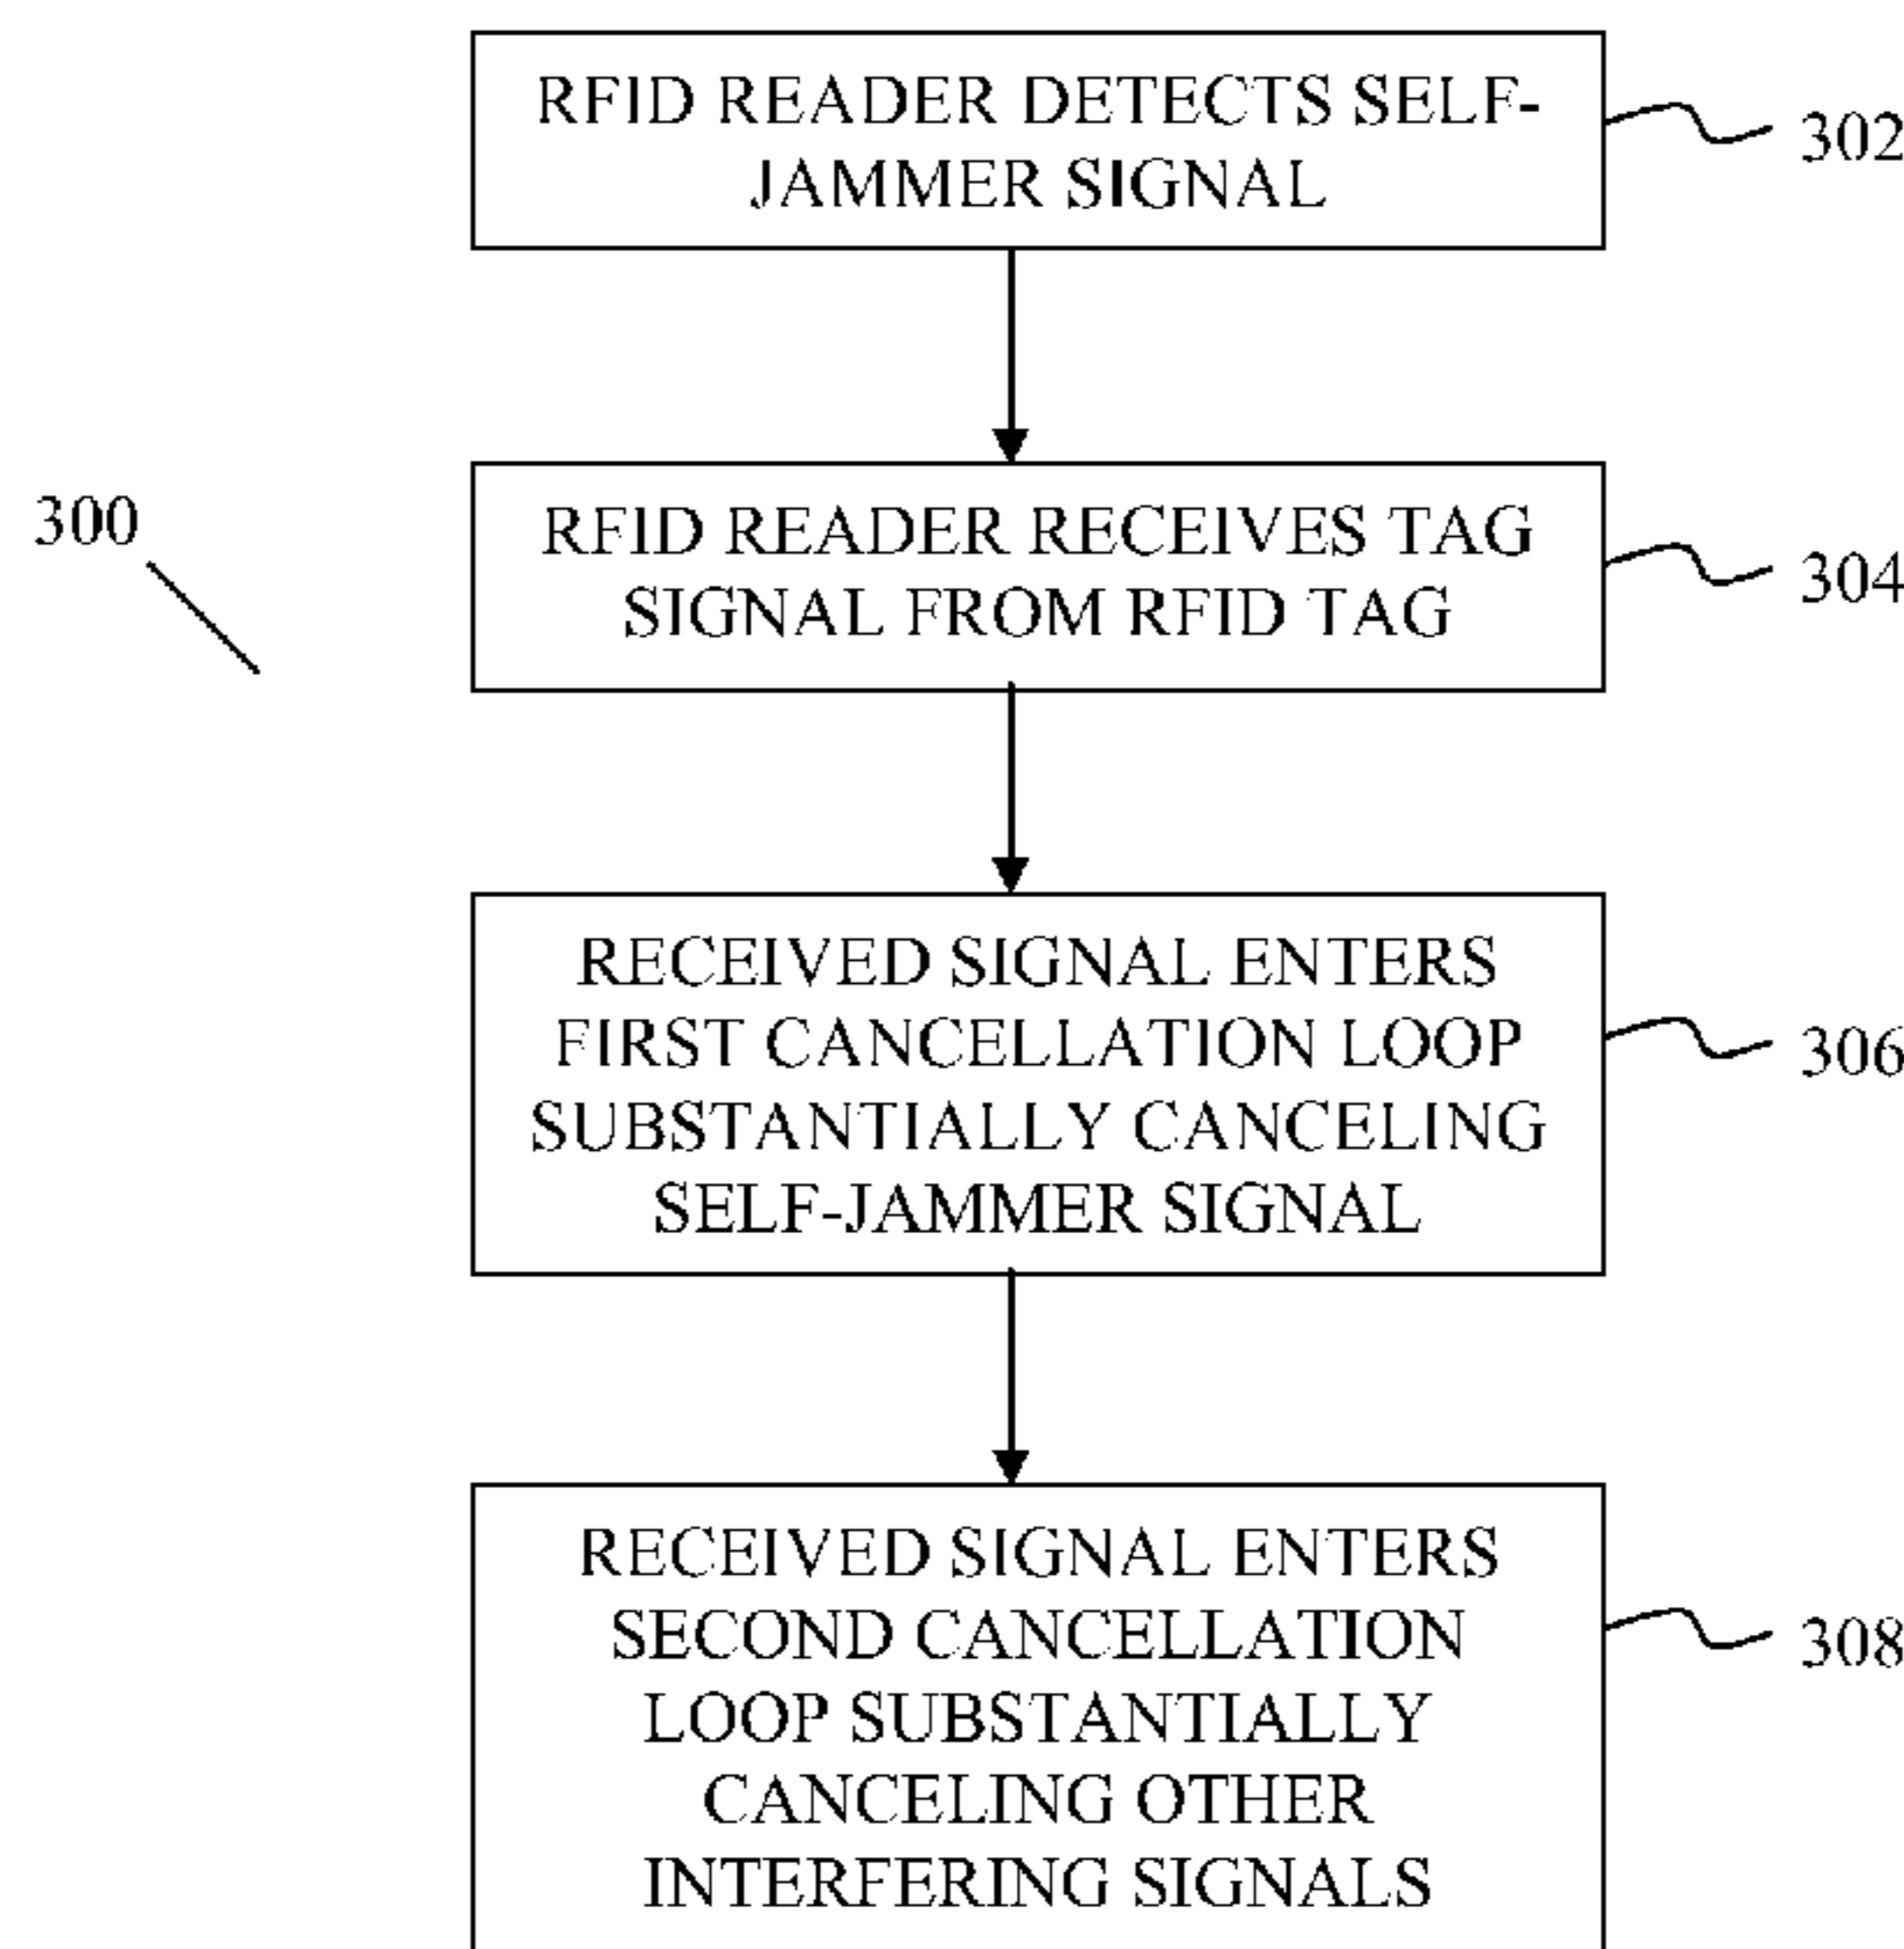 RFID READER DETECTS SELF-
JAMMER SIGNAL
302
300
RFID READER RECEIVES TAG
SIGNAL FROM RFID TAG
304
RECEIVED SIGNAL ENTERS
FIRST CANCELLATION LOOP
SUBSTANTIALLY CANCELING
SELF-JAMMER SIGNAL
306
RECEIVED SIGNAL ENTERS
SECOND CANCELLATION
LOOP SUBSTANTIALLY
CANCELING OTHER
INTERFERING SIGNALS
308